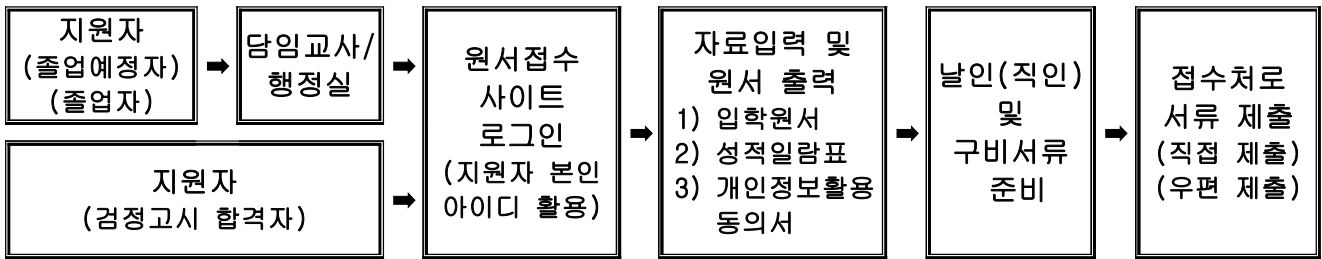 지원자
(졸업예정자)
(졸업자)
담임교사/
행정실
지원자
(검정고시 합격자)
원서접수
사이트
로그인
(지원자 본인
아이디 활용)
자료입력 및
원서 출력
1) 입학원서
2) 성적일람표
3) 개인정보활용
동의서
날인(직인)
및
구비서류
준비
접수처로
서류 제출
(직접 제출)
(우편 제출)